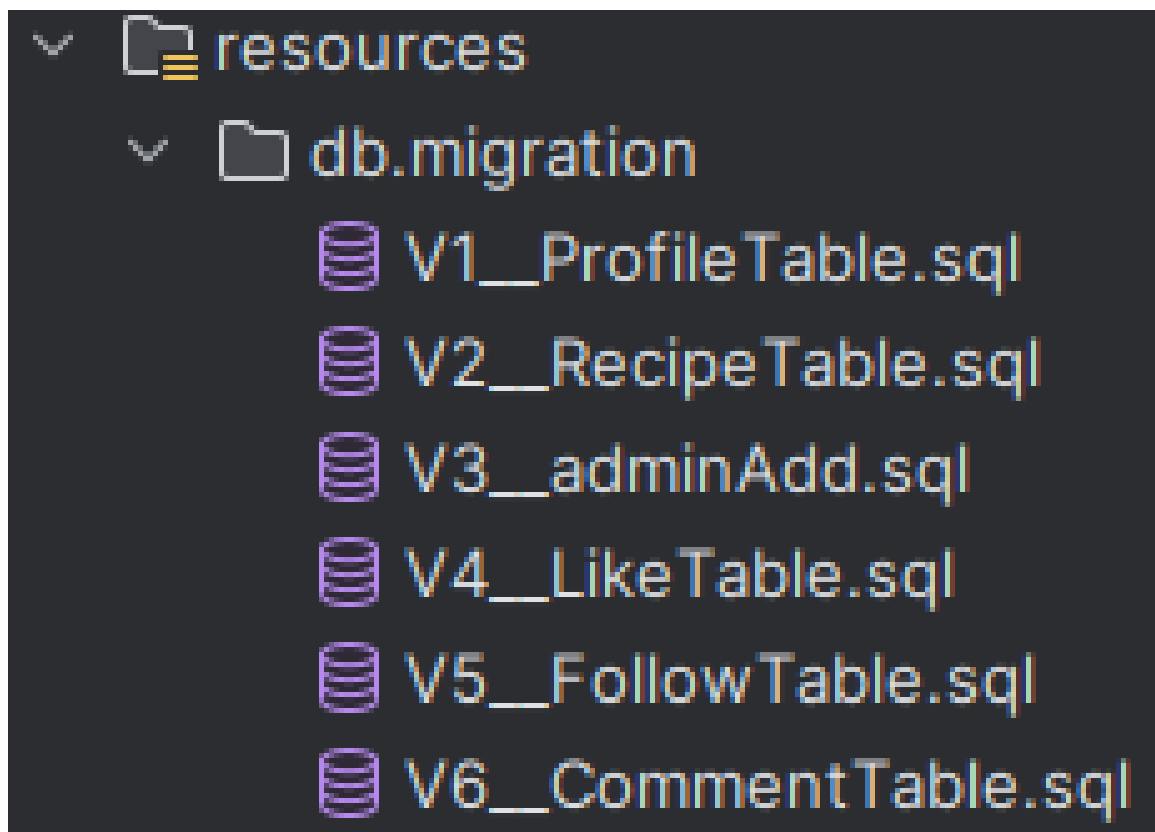 resources
db.migration
V1__ProfileTable.sql
V2__RecipeTable.sql
V3__adminAdd.sql
V4__LikeTable.sql
V5__FollowTable.sql
V6__CommentTable.sql